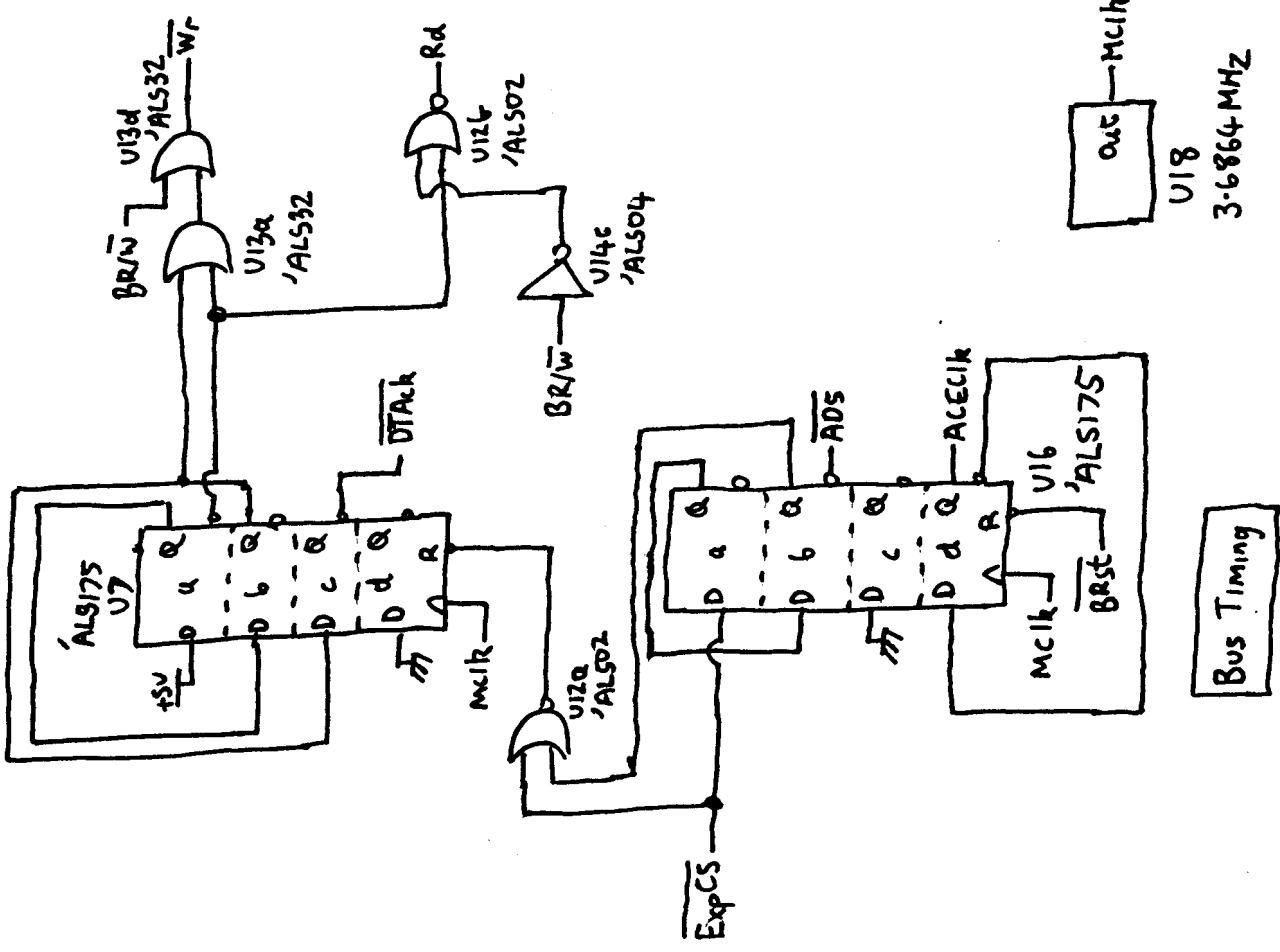 U13d
'ALS32
Wr
BR/W
U13a
'ALS32
Rd
U12b
'ALS02
U14c
'ALS04
BR/W
'ALS175
U7
+5V
D a Q
D b Q
D c Q
D d Q
R
DTAck
Mclk
U12a
'ALS02
ExpCS
D a Q
D b Q
D c Q
D d Q
R
ADS
ACEClk
U16
'ALS175
Mclk
BRst
Out
Mclk
U18
3.6864 MHz
Bus Timing